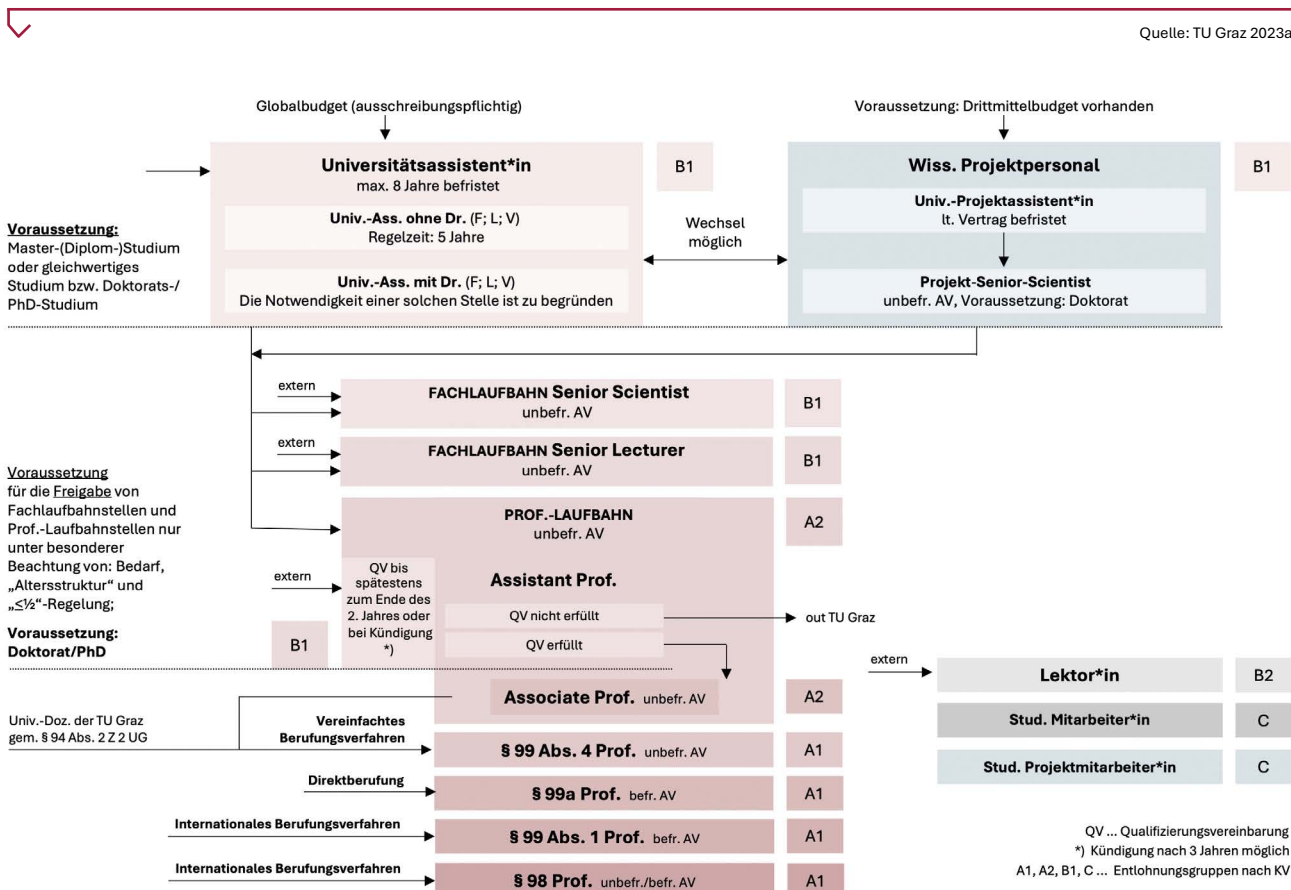 Quelle: TU Graz 2023a
Globalbudget (ausschreibungspflichtig)
Voraussetzung: Drittmittelbudget vorhanden
Universitätsassistent*in
max. 8 Jahre befristet
B1
Wiss. Projektpersonal
B1
Univ.-Ass. ohne Dr. (F; L; V)
Regelzeit: 5 Jahre
Wechsel
möglich
Univ.-Projektassistent*in
lt. Vertrag befristet
Voraussetzung:
Master-(Diplom-)Studium
oder gleichwertiges
Studium bzw. Doktorats-/
PhD-Studium
Univ.-Ass. mit Dr. (F; L; V)
Die Notwendigkeit einer solchen Stelle ist zu begründen
Projekt-Senior-Scientist
unbefr. AV, Voraussetzung: Doktorat
extern
FACHLAUFBAHN Senior Scientist
unbefr. AV
B1
extern
FACHLAUFBAHN Senior Lecturer
unbefr. AV
B1
Voraussetzung
für die Freigabe von
Fachlaufbahnstellen und
Prof.-Laufbahnstellen nur
unter besonderer
Beachtung von: Bedarf,
„Altersstruktur“ und
„≤½“-Regelung;
Voraussetzung:
Doktorat/PhD
PROF.-LAUFBAHN
unbefr. AV
A2
extern
B1
QV bis
spätestens
zum Ende des
2. Jahres oder
bei Kündigung
*)
Assistant Prof.
QV nicht erfüllt
out TU Graz
QV erfüllt
Associate Prof. unbefr. AV
A2
Univ.-Doz. der TU Graz
gem. § 94 Abs. 2 Z 2 UG
Vereinfachtes
Berufungsverfahren
§ 99 Abs. 4 Prof. unbefr. AV
A1
Direktberufung
§ 99a Prof. befr. AV
A1
Internationales Berufungsverfahren
§ 99 Abs. 1 Prof. befr. AV
A1
Internationales Berufungsverfahren
§ 98 Prof. unbefr./befr. AV
A1
extern
Lektor*in
B2
Stud. Mitarbeiter*in
C
Stud. Projektmitarbeiter*in
C
QV ... Qualifizierungsvereinbarung
*) Kündigung nach 3 Jahren möglich
A1, A2, B1, C ... Entlohnungsgruppen nach KV